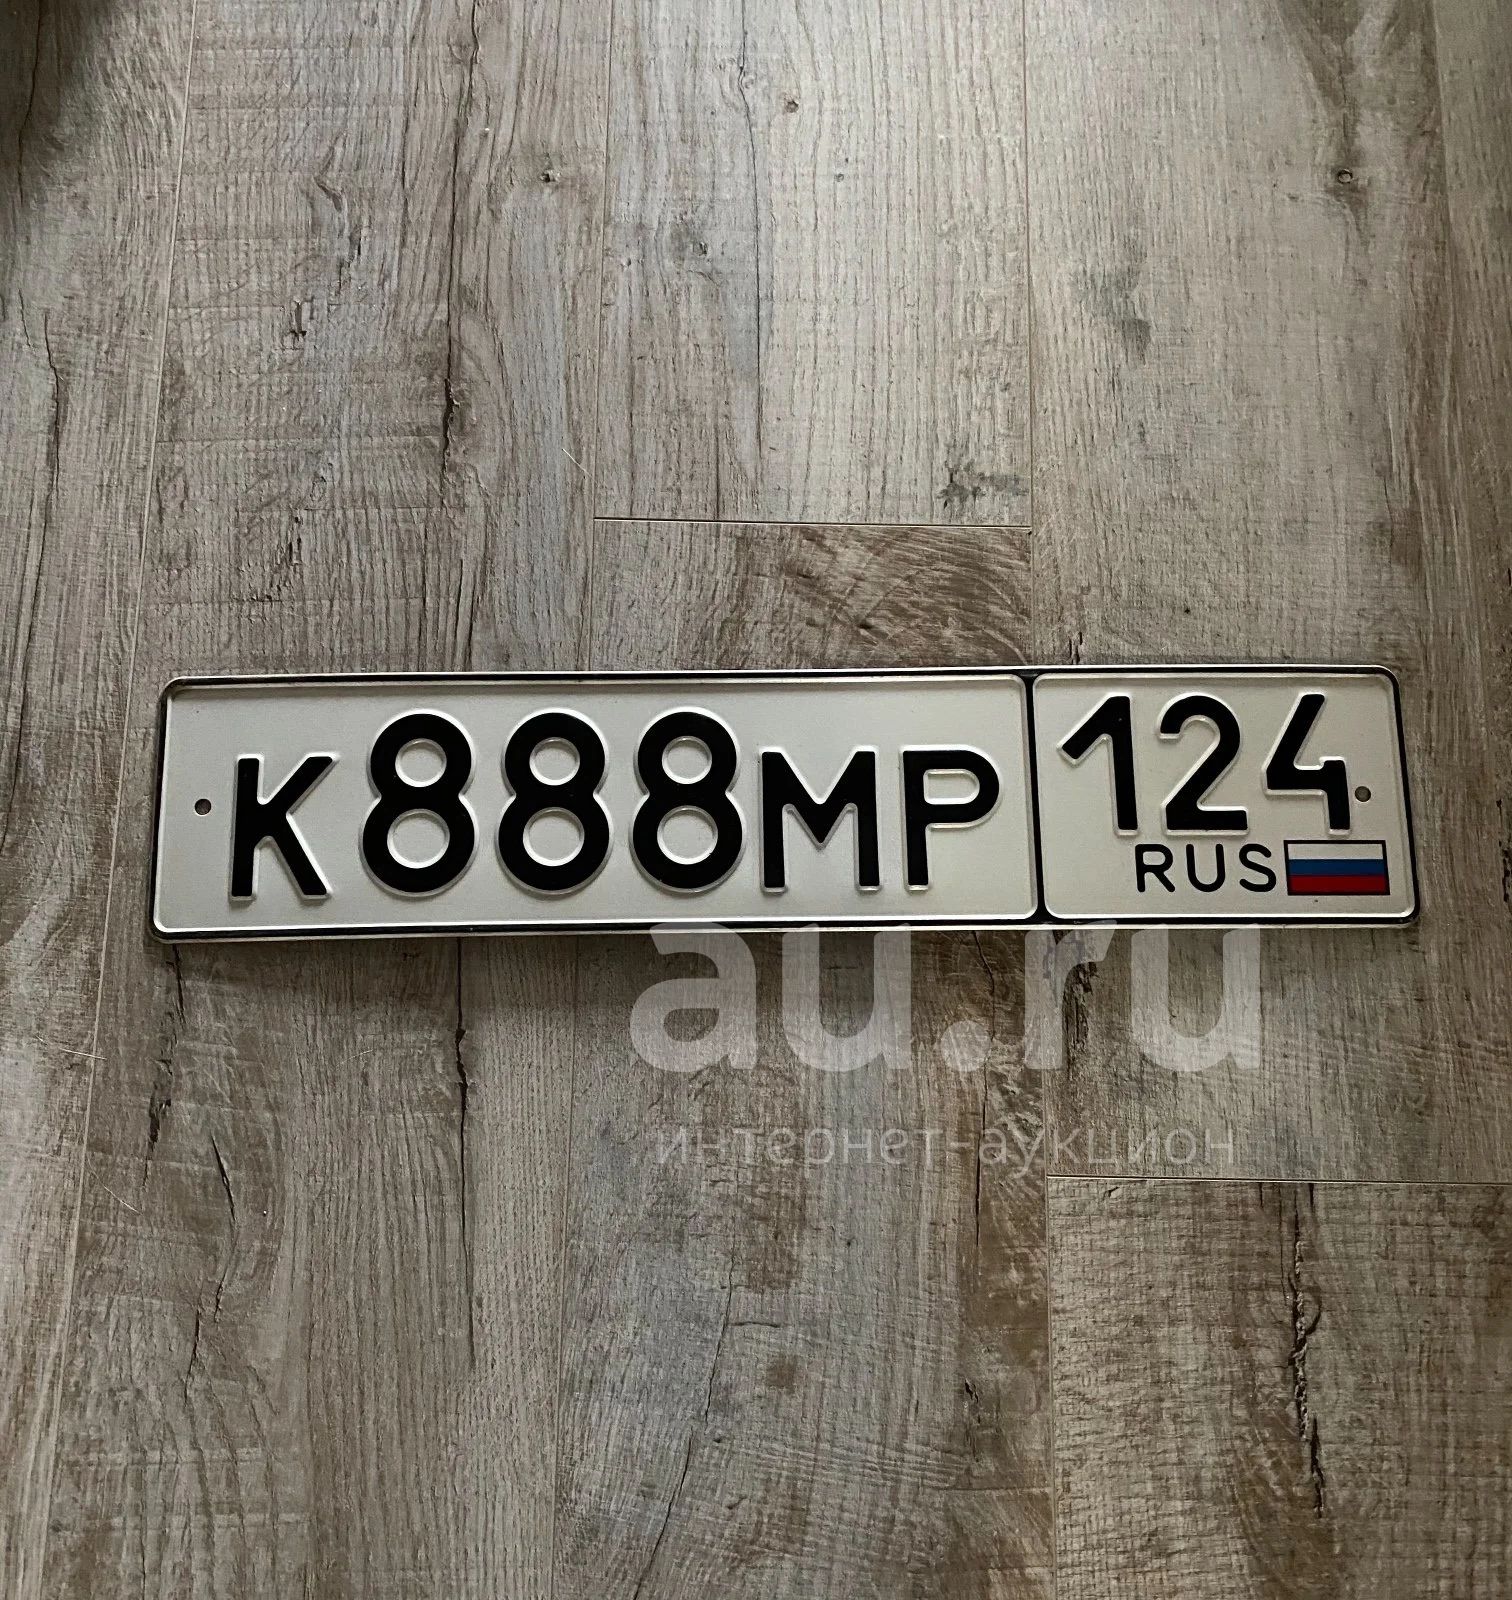 К888МР 124
RUS
au.ru
интернет-аукцион